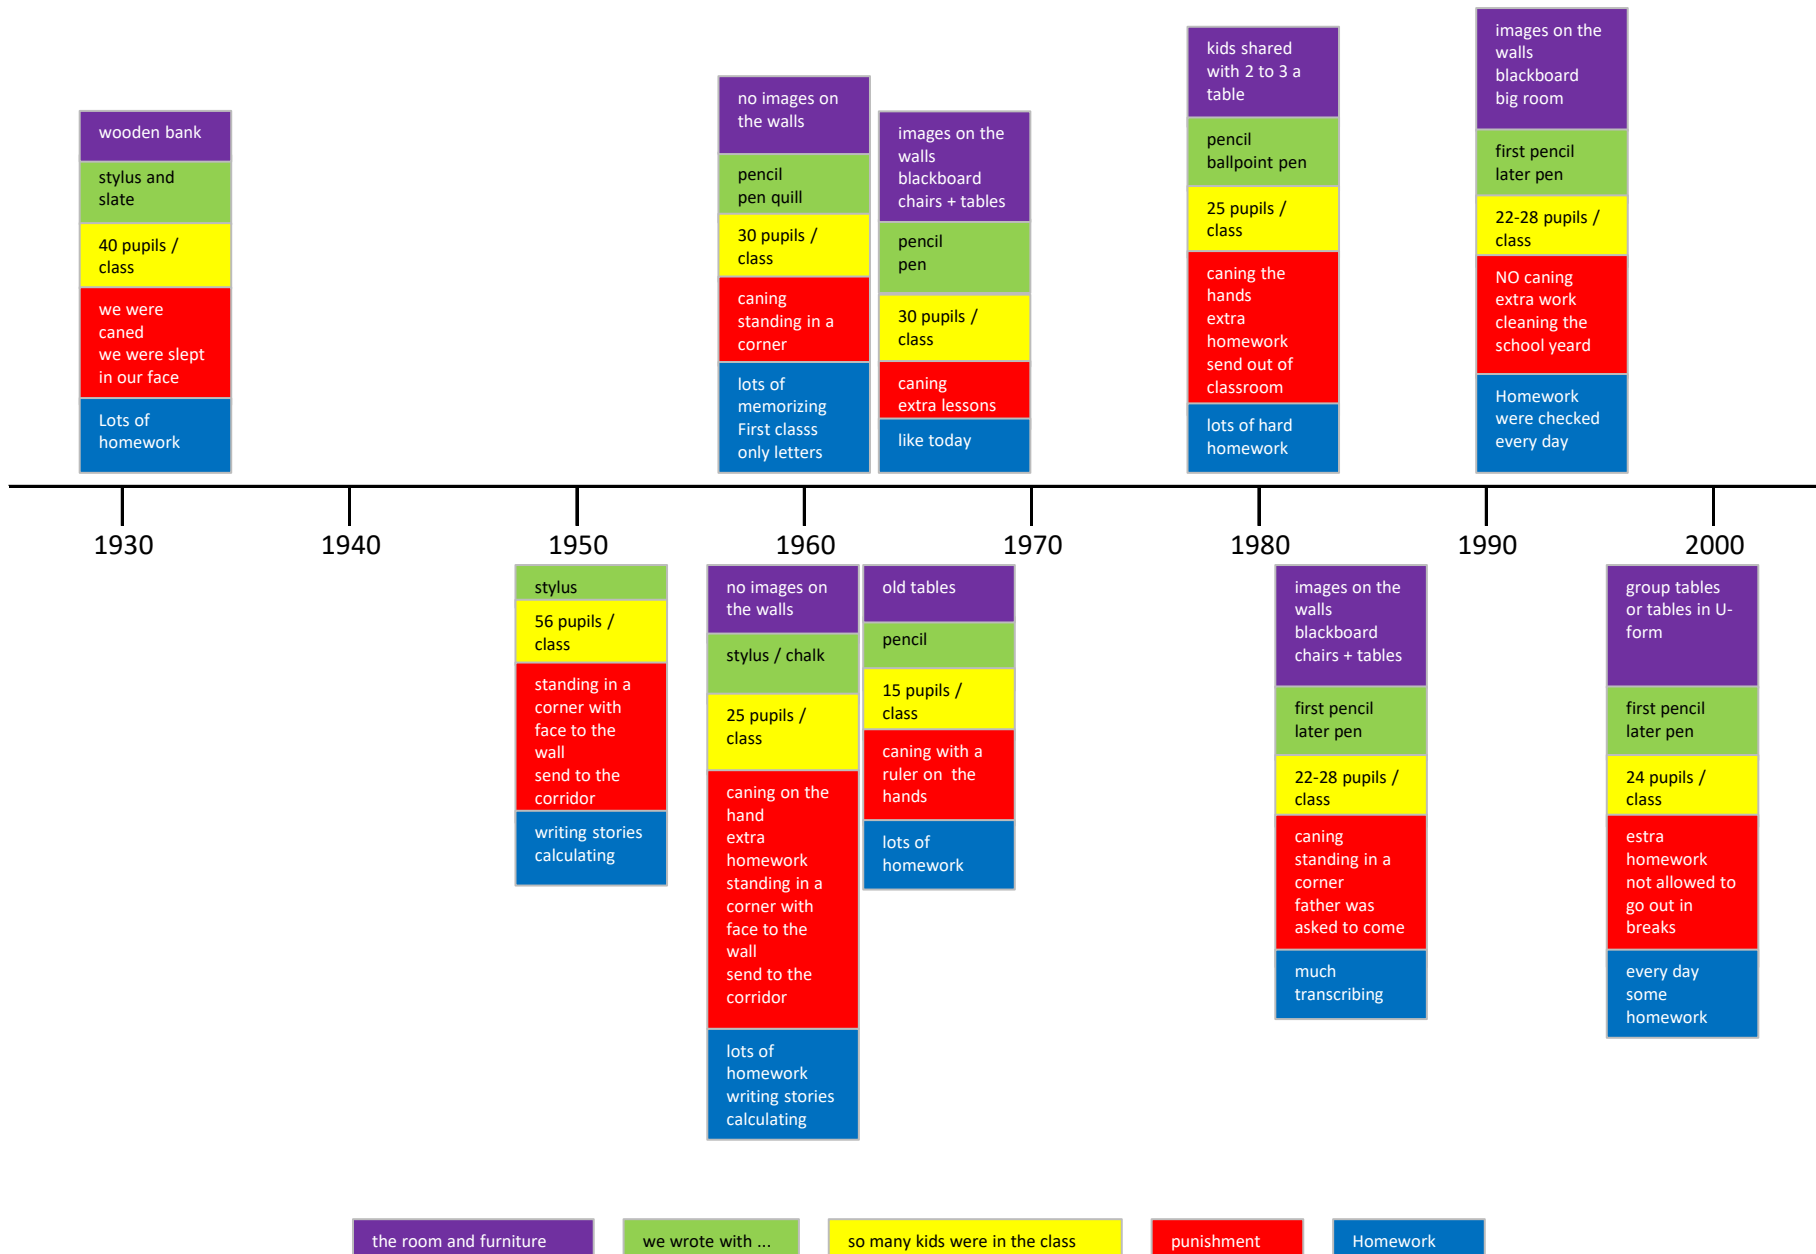 wooden bank
stylus and
slate
40 pupils /
class
we were
caned
we were slept
in our face
Lots of
homework
no images on
the walls
pencil
pen quill
30 pupils /
class
caning
standing in a
corner
lots of
memorizing
First classs
only letters
images on the
walls
blackboard
chairs + tables
pencil
pen
30 pupils /
class
caning
extra lessons
like today
kids shared
with 2 to 3 a
table
pencil
ballpoint pen
25 pupils /
class
caning the
hands
extra
homework
send out of
classroom
lots of hard
homework
images on the
walls
blackboard
big room
first pencil
later pen
22-28 pupils /
class
NO caning
extra work
cleaning the
school yeard
Homework
were checked
every day
1930
1940
1950
1960
1970
1980
1990
2000
stylus
56 pupils /
class
standing in a
corner with
face to the
wall
send to the
corridor
writing stories
calculating
no images on
the walls
stylus / chalk
25 pupils /
class
caning on the
hand
extra
homework
standing in a
corner with
face to the
wall
send to the
corridor
lots of
homework
writing stories
calculating
old tables
pencil
15 pupils /
class
caning with a
ruler on  the
hands
lots of
homework
images on the
walls
blackboard
chairs + tables
first pencil
later pen
22-28 pupils /
class
caning
standing in a
corner
father was
asked to come
much
transcribing
group tables
or tables in U-
form
first pencil
later pen
24 pupils /
class
estra
homework
not allowed to
go out in
breaks
every day
some
homework
the room and furniture
we wrote with ...
so many kids were in the class
punishment
Homework